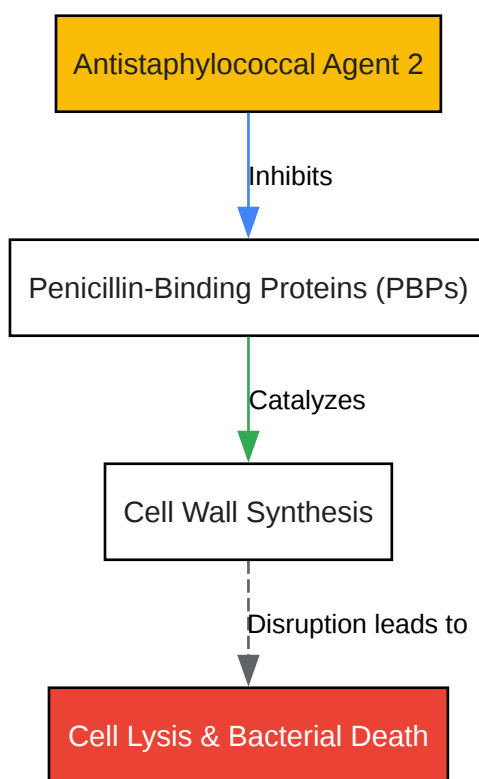 Antistaphylococcal Agent 2
Inhibits
Penicillin-Binding Proteins (PBPs)
Catalyzes
Cell Wall Synthesis
Disruption leads to
Cell Lysis & Bacterial Death